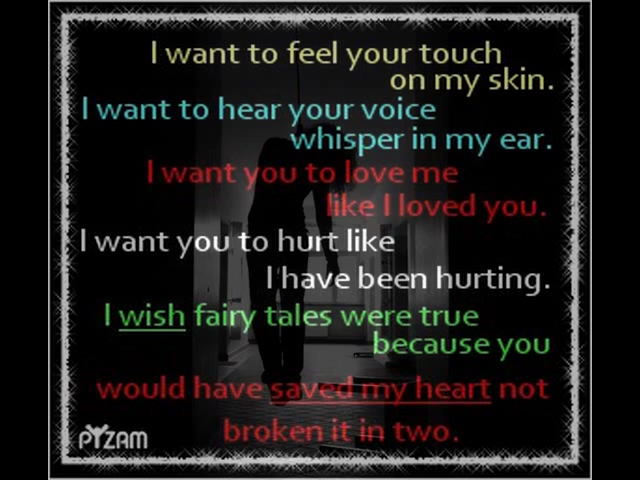 I want to feel your touch
on my skin.
I want to hear your voice
whisper in my ear.
I want you to love me
like I loved you.
I want you to hurt like
I have been hurting.
I wish fairy tales were true
because you
would have saved my heart not
broken it in two.
pYZAM